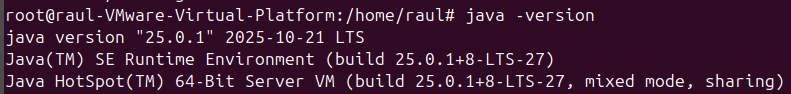 root@raul-VMware-Virtual-Platform:/home/raul# java -version
java version "25.0.1" 2025-10-21 LTS
Java(TM) SE Runtime Environment (build 25.0.1+8-LTS-27)
Java HotSpot(TM) 64-Bit Server VM (build 25.0.1+8-LTS-27, mixed mode, sharing)